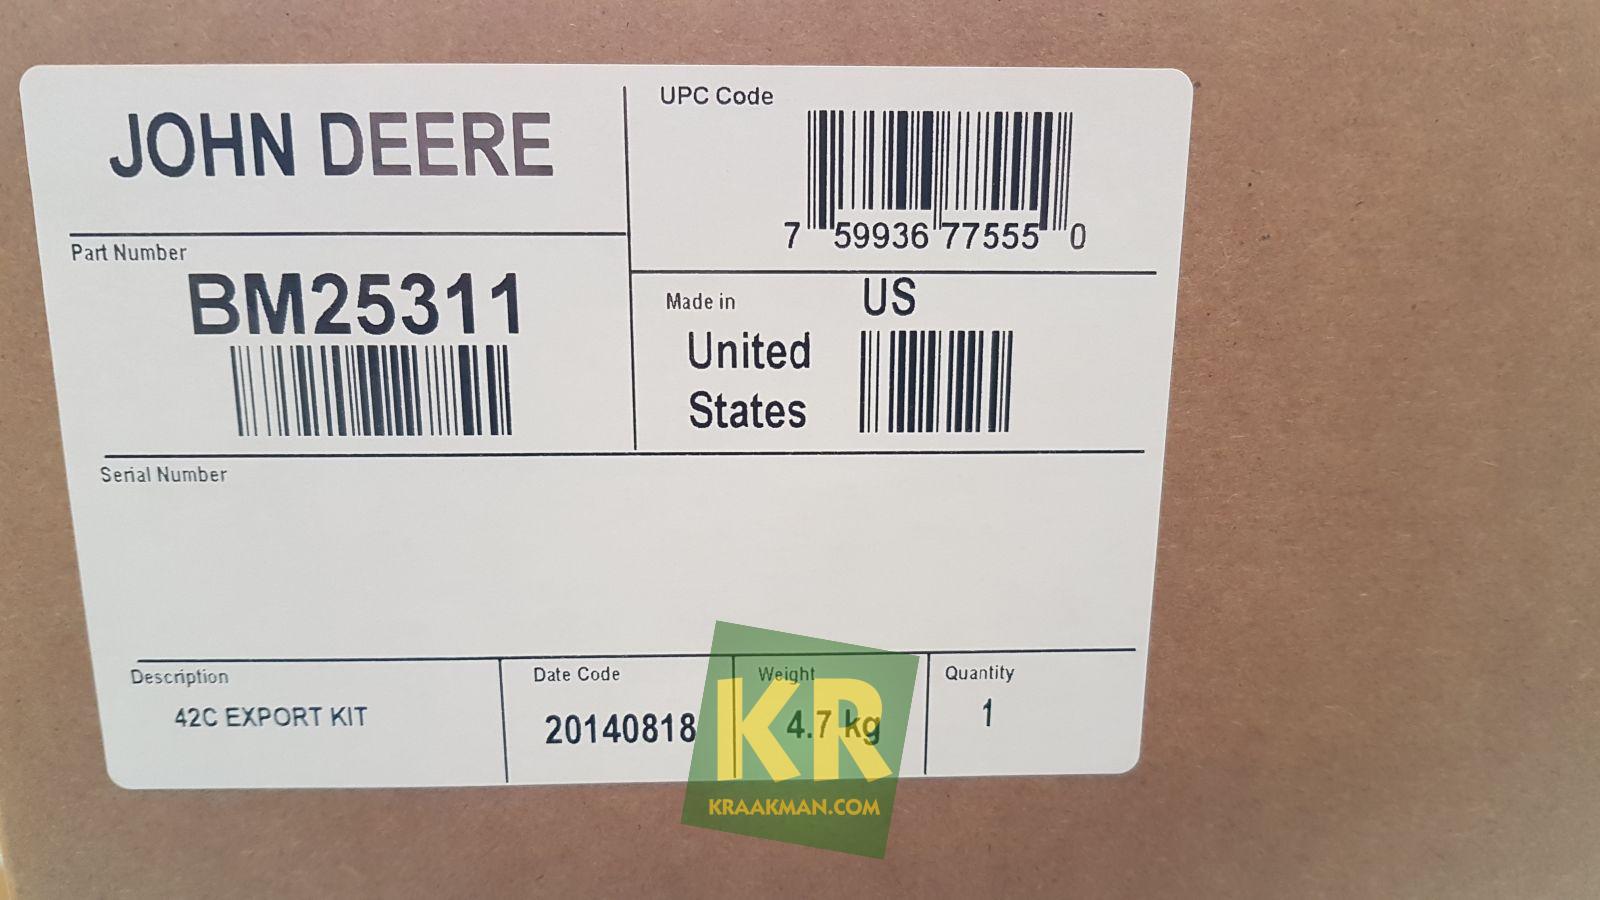 JOHN DEERE
UPC Code
7 59936 77555 0
Part Number
BM25311
Made in
US
United
States
Serial Number
Description
42C EXPORT KIT
Date Code
20140818
Weight
4.7 kg
Quantity
1
KR
KRAAKMAN.COM